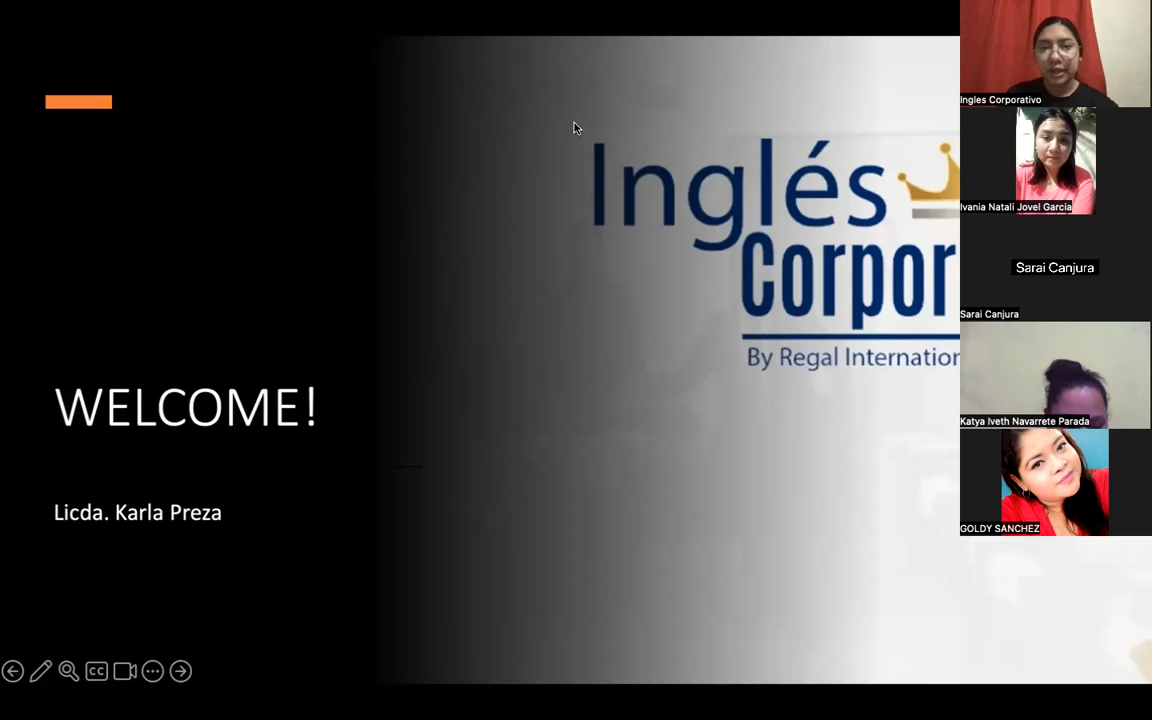 Inglés
Corpor
By Regal Internation
WELCOME!
Licda. Karla Preza
CC
Ingles Corporativo
Ivania Natali Jovel Garcia
Sarai Canjura
Sarai Canjura
Katya Iveth Navarrete Parada
GOLDY SANCHEZ